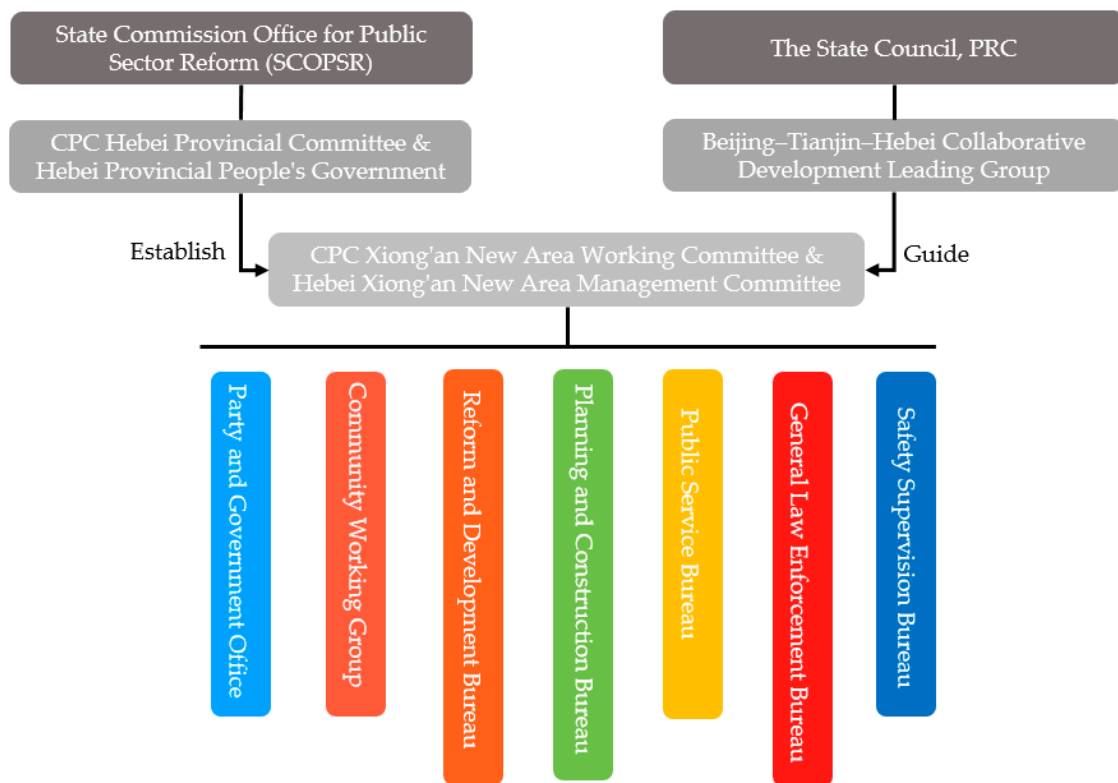 State Commission Office for Public
Sector Reform (SCOPSR)
The State Council, PRC
CPC Hebei Provincial Committee &
Hebei Provincial People's Government
Beijing–Tianjin–Hebei Collaborative
Development Leading Group
Establish
CPC Xiong'an New Area Working Committee &
Hebei Xiong'an New Area Management Committee
Guide
Party and Government Office
Community Working Group
Reform and Development Bureau
Planning and Construction Bureau
Public Service Bureau
General Law Enforcement Bureau
Safety Supervision Bureau